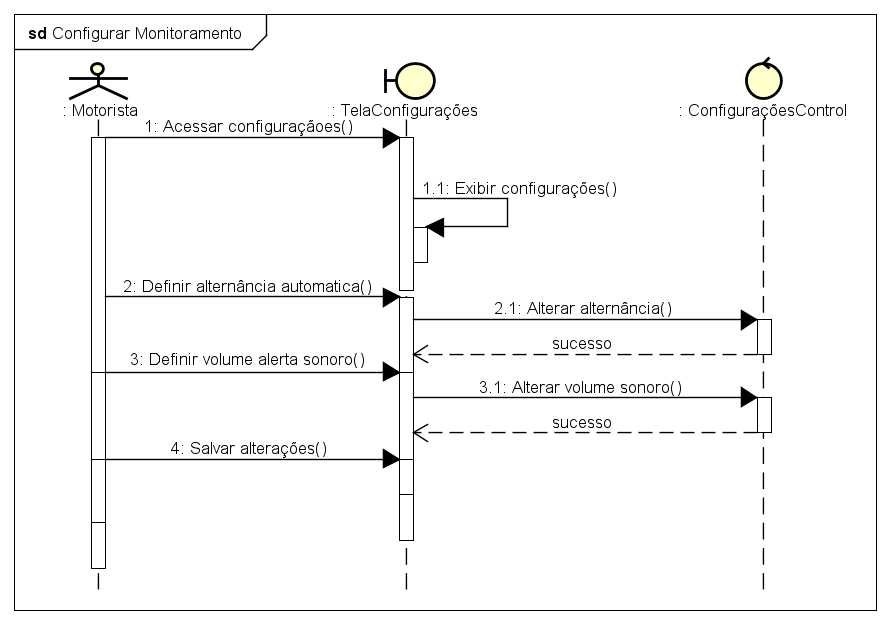 sd Configurar Monitoramento
: Motorista
: TelaConfigurações
: ConfiguraçõesControl
1: Acessar configuraçãoes()
1.1: Exibir configurações()
2: Definir alternância automatica()
2.1: Alterar alternância()
sucesso
3: Definir volume alerta sonoro()
3.1: Alterar volume sonoro()
sucesso
4: Salvar alterações()